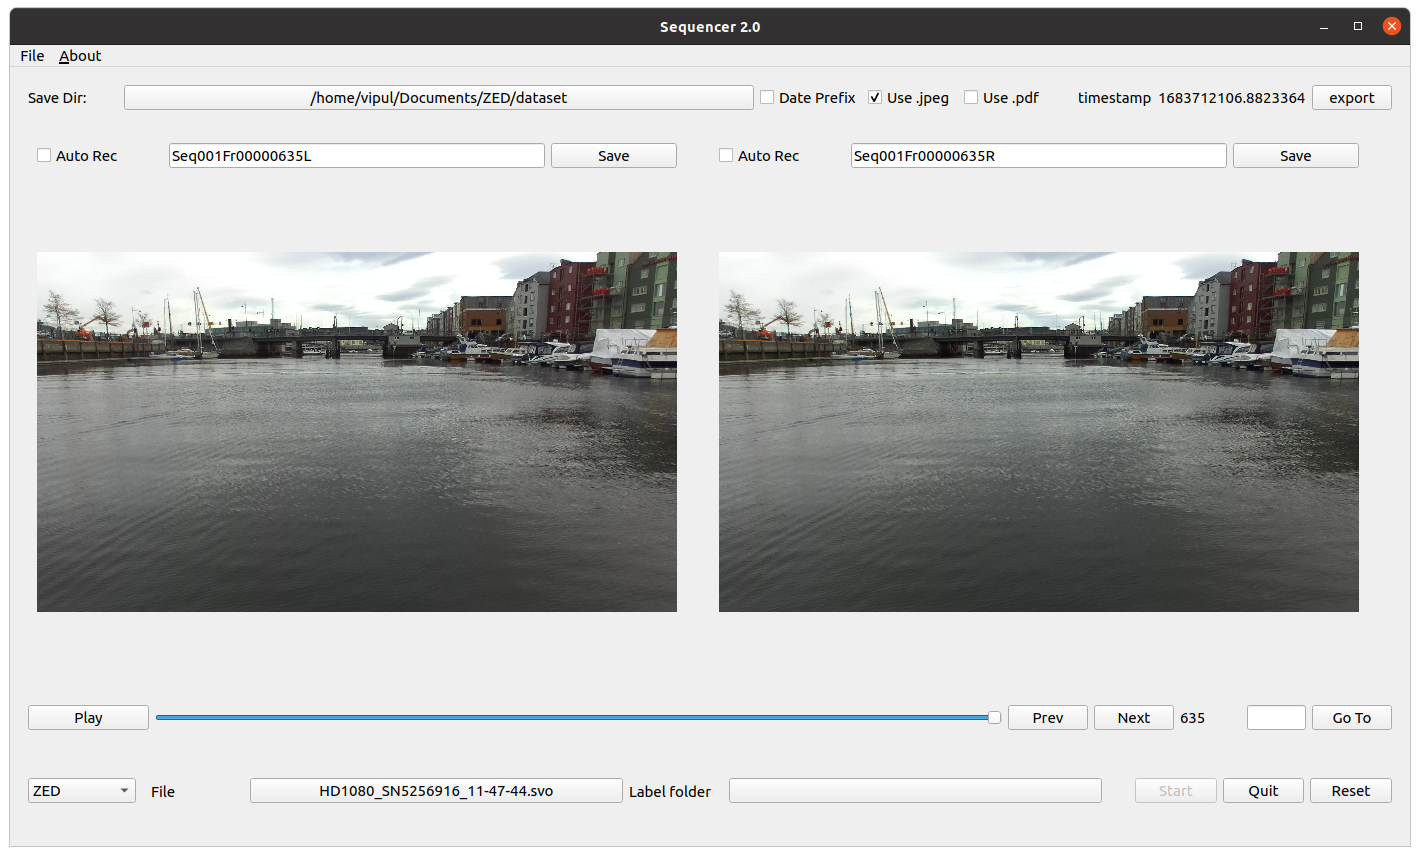 Sequencer 2.0
File About
Save Dir: /home/vipul/Documents/ZED/dataset Date Prefix Use .jpeg Use .pdf timestamp 1683712106.8823364 export
Auto Rec Seq001Fr00000635L Save Auto Rec Seq001Fr00000635R Save
Play Prev Next 635 Go To
ZED File HD1080_SN5256916_11-47-44.svo Label folder Start Quit Reset